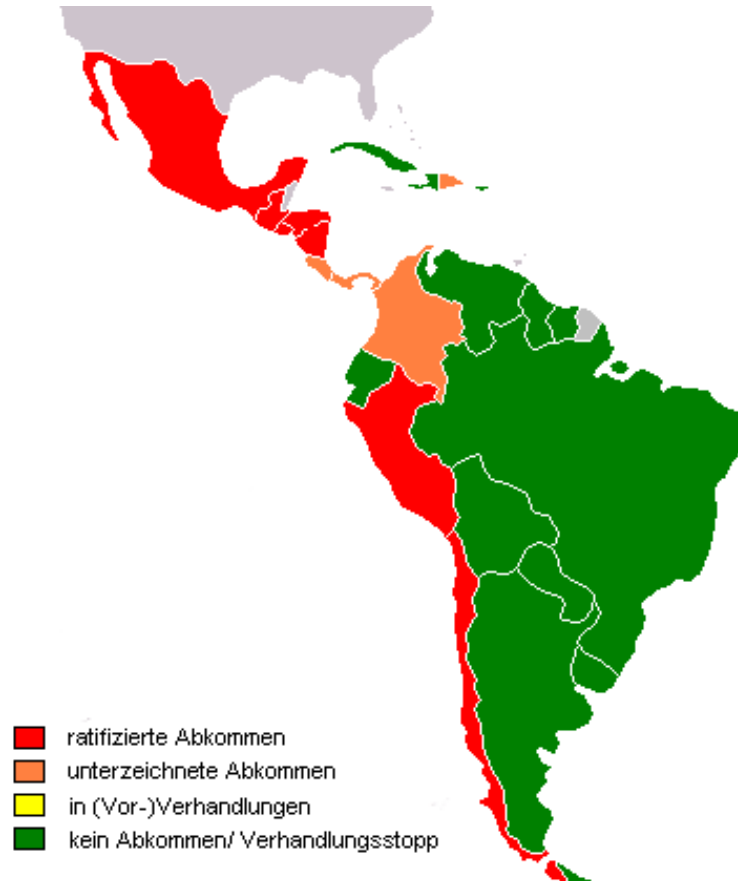 ratifizierte Abkommen
unterzeichnete Abkommen
in (Vor-)Verhandlungen
kein Abkommen/ Verhandlungsstopp